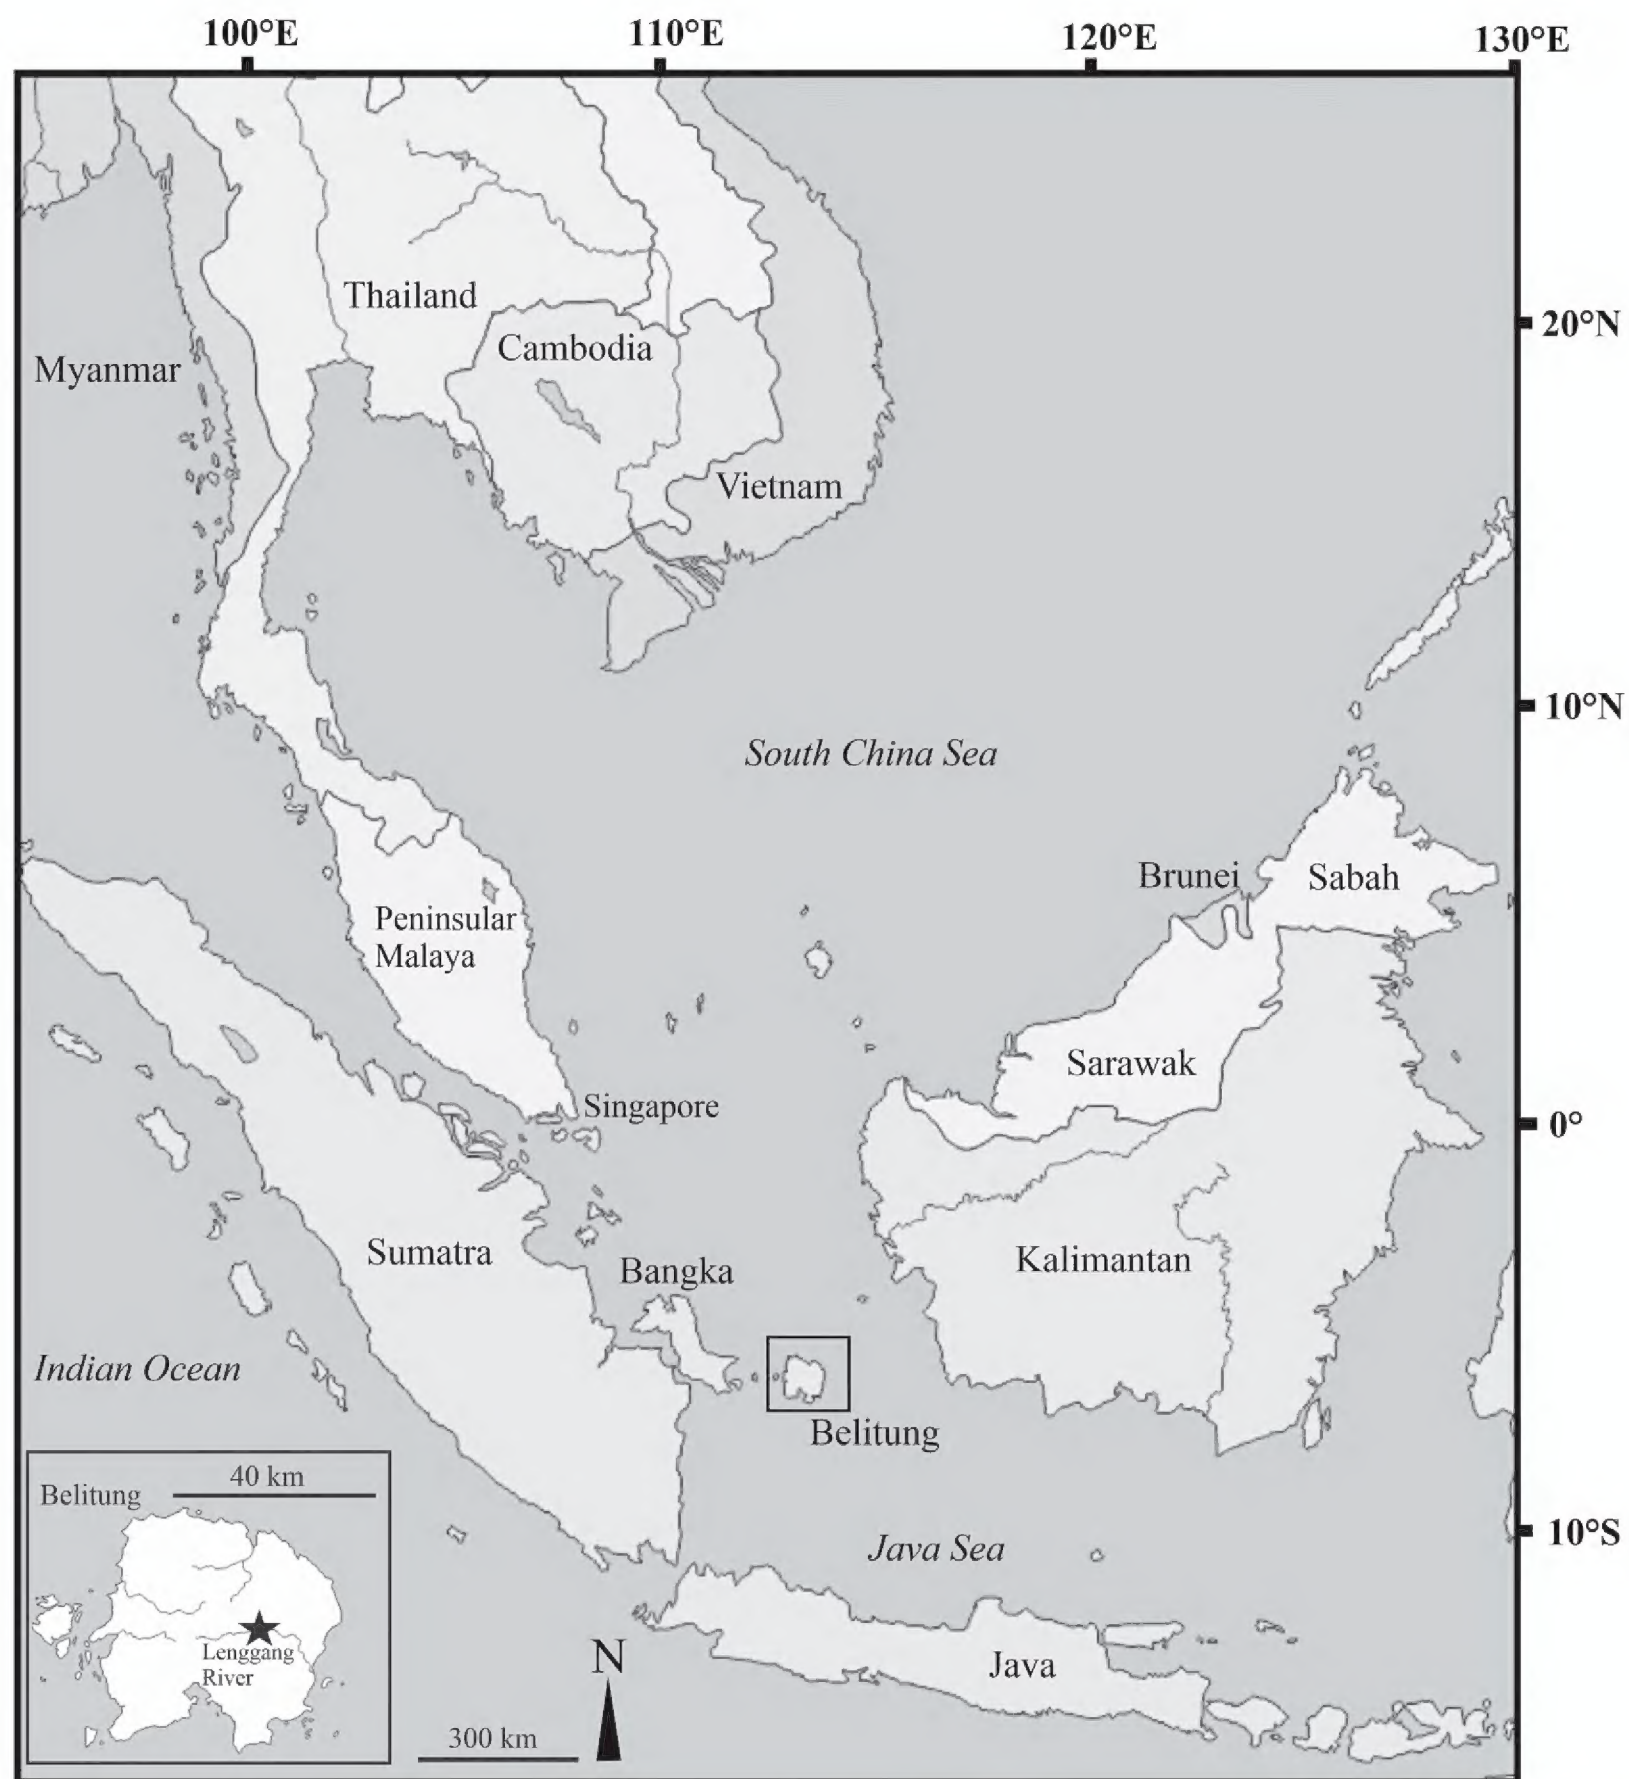 100°E
110°E
120°E
130°E
Thailand
20°N
Cambodia
Myanmar
Vietnam
10°N
South China Sea
Brunei
Sabah
Peninsular
Malaya
Sarawak
Singapore
0°
Sumatra
Kalimantan
Bangka
Indian Ocean
Belitung
40 km
Belitung
10°S
Java Sea
Lenggang
River
N
Java
300 km